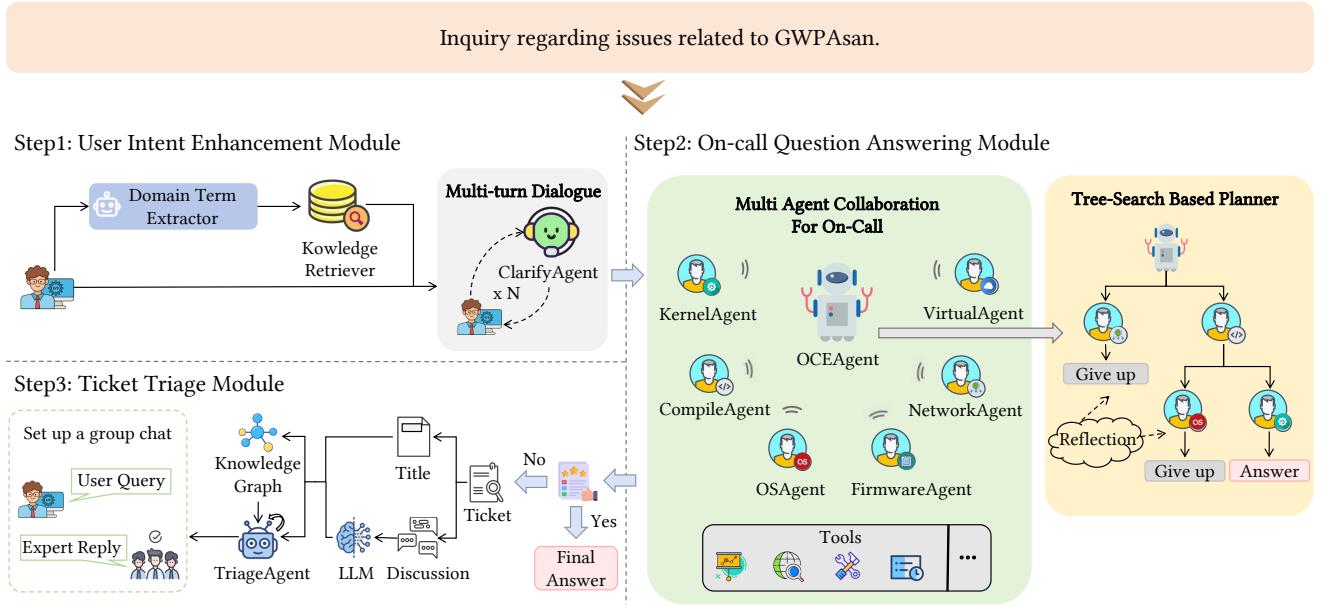 Inquiry regarding issues related to GWPAsan.
Step1: User Intent Enhancement Module
Domain Term
Extractor
Kowledge
Retriever
Multi-turn Dialogue
ClarifyAgent
x N
Step2: On-call Question Answering Module
Multi Agent Collaboration
For On-Call
KernelAgent
VirtualAgent
OCEAgent
CompileAgent
NetworkAgent
OS
OSAgent
FirmwareAgent
Tools
...
Tree-Search Based Planner
</>
Give up
Reflection
OS
Give up
Answer
Step3: Ticket Triage Module
Set up a group chat
User Query
Expert Reply
Knowledge
Graph
TriageAgent
Title
LLM
Discussion
Ticket
No
Yes
Final
Answer